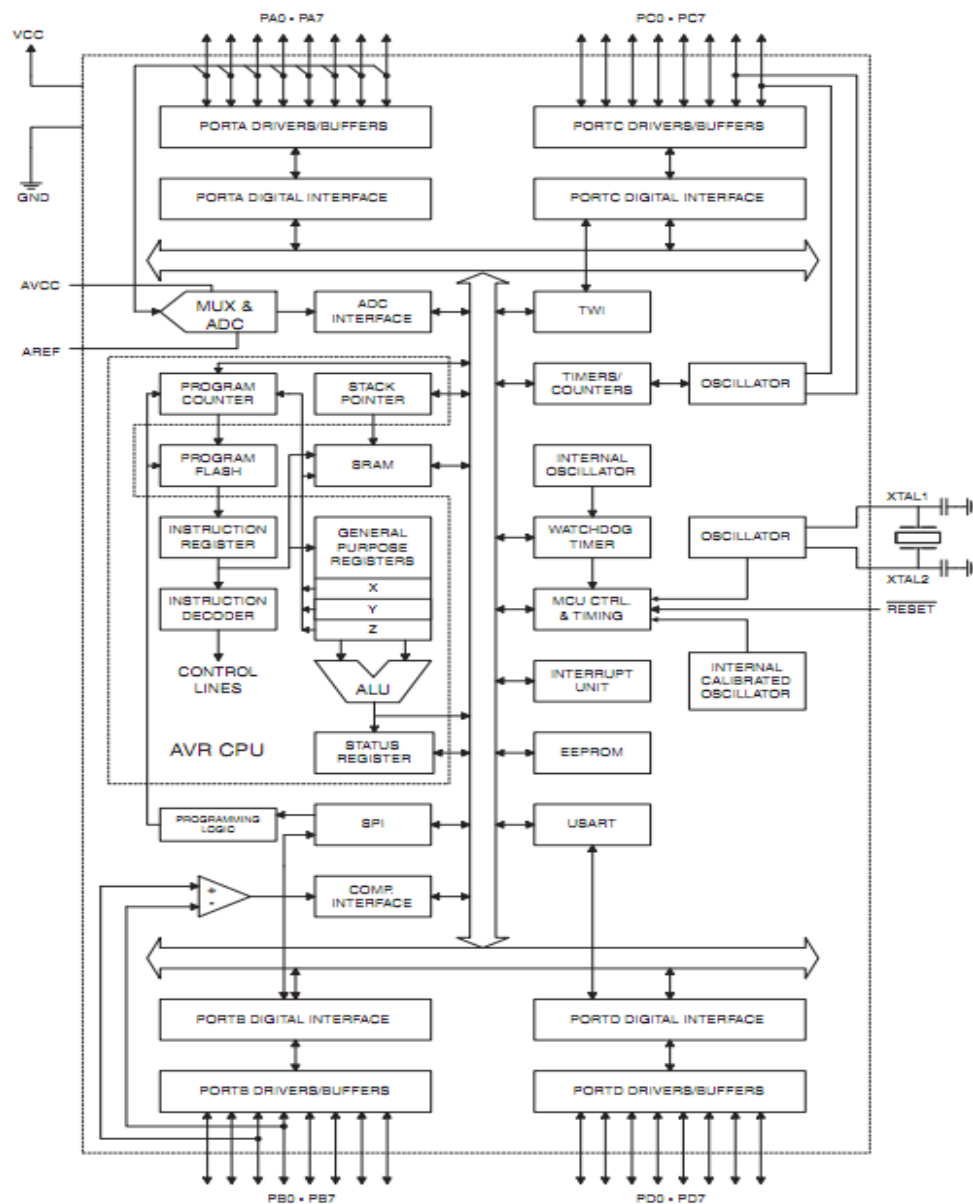 PA0 - PA7
PC0 - PC7
VCC
PORTA DRIVERS/BUFFERS
PORTC DRIVERS/BUFFERS
GND
PORTA DIGITAL INTERFACE
PORTC DIGITAL INTERFACE
AVCC
MUX &
ADC
ADC
INTERFACE
TWI
AREF
PROGRAM
COUNTER
STACK
POINTER
TIMERS/
COUNTERS
OSCILLATOR
PROGRAM
FLASH
SRAM
INTERNAL
OSCILLATOR
XTAL1
INSTRUCTION
REGISTER
GENERAL
PURPOSE
REGISTERS
WATCHDOG
TIMER
OSCILLATOR
XTAL2
X
INSTRUCTION
DECODER
Y
Z
MCU CTRL.
& TIMING
RESET
CONTROL
LINES
ALU
INTERRUPT
UNIT
INTERNAL
CALIBRATED
OSCILLATOR
AVR CPU
STATUS
REGISTER
EEPROM
PROGRAMMING
LOGIC
SPI
USART
+
-
COMP.
INTERFACE
PORTB DIGITAL INTERFACE
PORTD DIGITAL INTERFACE
PORTB DRIVERS/BUFFERS
PORTD DRIVERS/BUFFERS
PB0 - PB7
PD0 - PD7